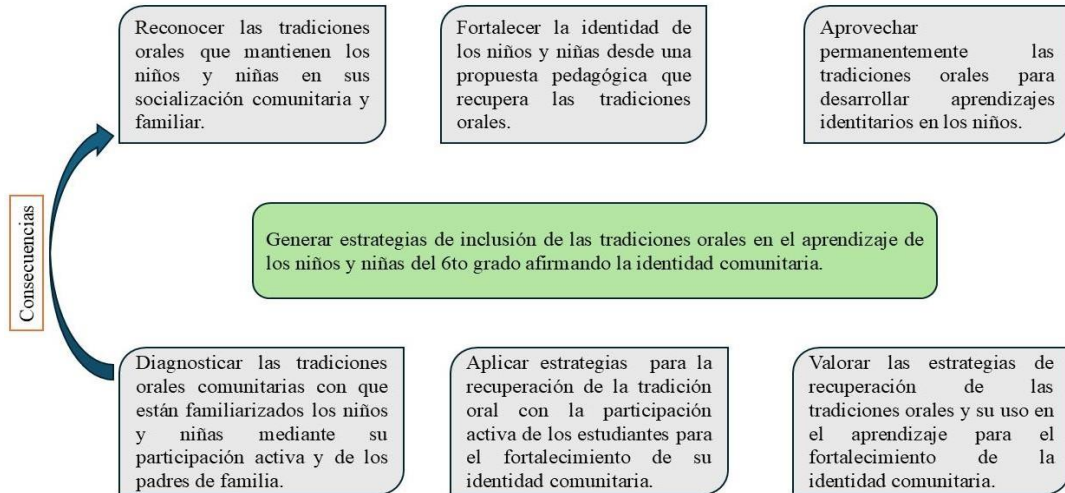 Reconocer las tradiciones
orales que mantienen los
niños y niñas en sus
socialización comunitaria y
familiar.
Fortalecer la identidad de
los niños y niñas desde una
propuesta pedagógica que
recupera las tradiciones
orales.
Aprovechar
permanentemente las
tradiciones orales para
desarrollar aprendizajes
identitarios en los niños.
Consecuencias
Generar estrategias de inclusión de las tradiciones orales en el aprendizaje de
los niños y niñas del 6to grado afirmando la identidad comunitaria.
Diagnosticar las tradiciones
orales comunitarias con que
están familiarizados los niños
y niñas mediante su
participación activa y de los
padres de familia.
Aplicar estrategias para la
recuperación de la tradición
oral con la participación
activa de los estudiantes para
el fortalecimiento de su
identidad comunitaria.
Valorar las estrategias de
recuperación de las
tradiciones orales y su uso en
el aprendizaje para el
fortalecimiento de la
identidad comunitaria.